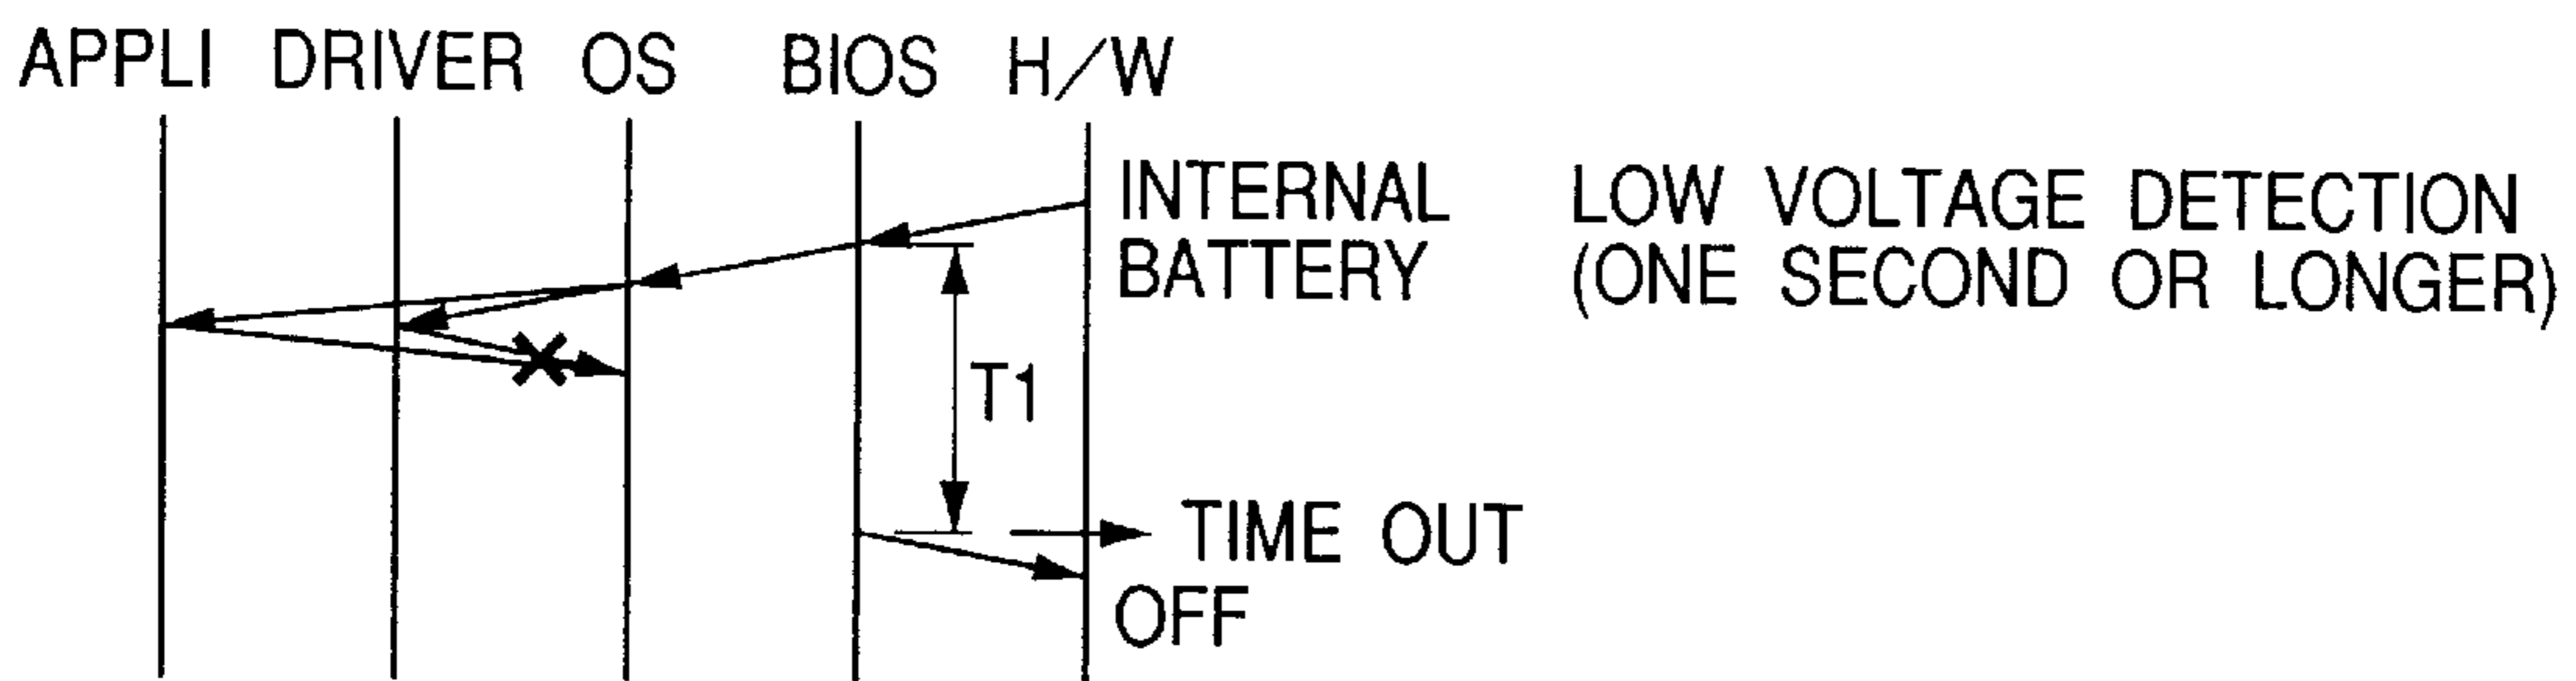 APPLI DRIVER OS BIOS H/W
INTERNAL LOW VOLTAGE DETECTION
BATTERY (ONE SECOND OR LONGER)
T1
TIME OUT
OFF